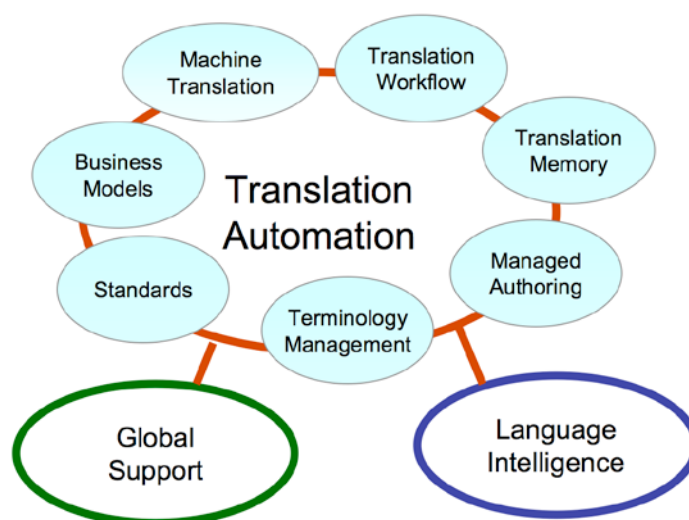 Machine
Translation
Translation
Workflow
Translation
Memory
Business
Models
Translation
Automation
Managed
Authoring
Standards
Terminology
Management
Global
Support
Language
Intelligence